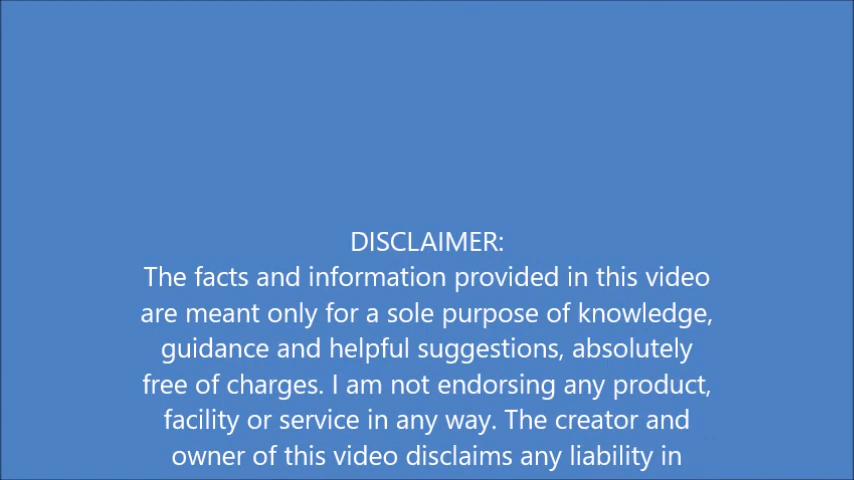 DISCLAIMER:
The facts and information provided in this video
are meant only for a sole purpose of knowledge,
guidance and helpful suggestions, absolutely
free of charges. I am not endorsing any product,
facility or service in any way. The creator and
owner of this video disclaims any liability in